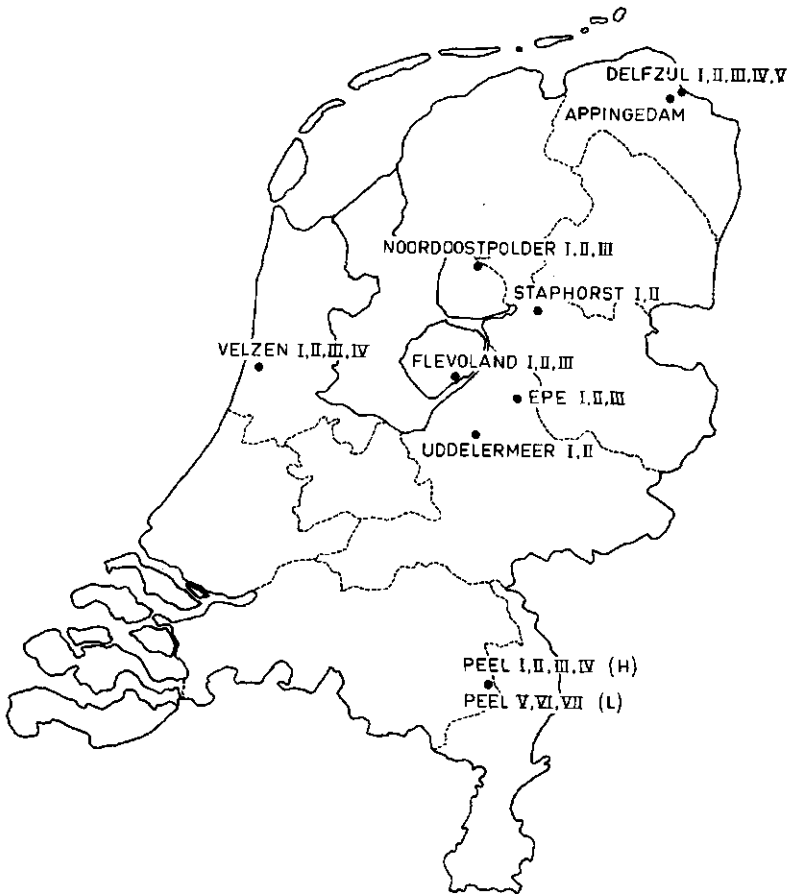 DELFZIJL I,II,III,IV,V
APPINGEDAM
NOORDOOSTPOLDER I,II,III
STAPHORST I,II
VELZEN I,II,III,IV
FLEVOLAND I,II,III
EPE I,II,III
UDDELERMEER I,II
PEEL I,II,III,IV (H)
PEEL V,VI,VII (L)